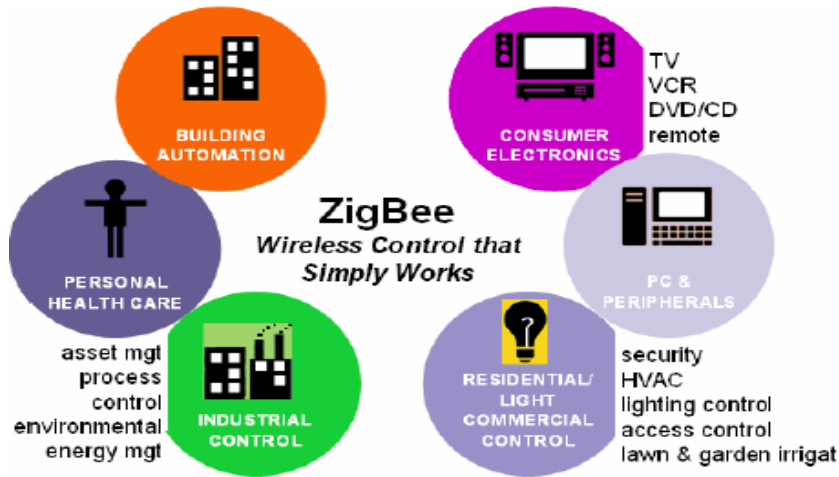 BUILDING
AUTOMATION
CONSUMER
ELECTRONICS
TV
VCR
DVD/CD
remote
ZigBee
Wireless Control that
Simply Works
PERSONAL
HEALTH CARE
PC &
PERIPHERALS
asset mgt
process
control
environmental
energy mgt
INDUSTRIAL
CONTROL
?
RESIDENTIAL/
LIGHT
COMMERCIAL
CONTROL
security
HVAC
lighting control
access control
lawn & garden irrigat